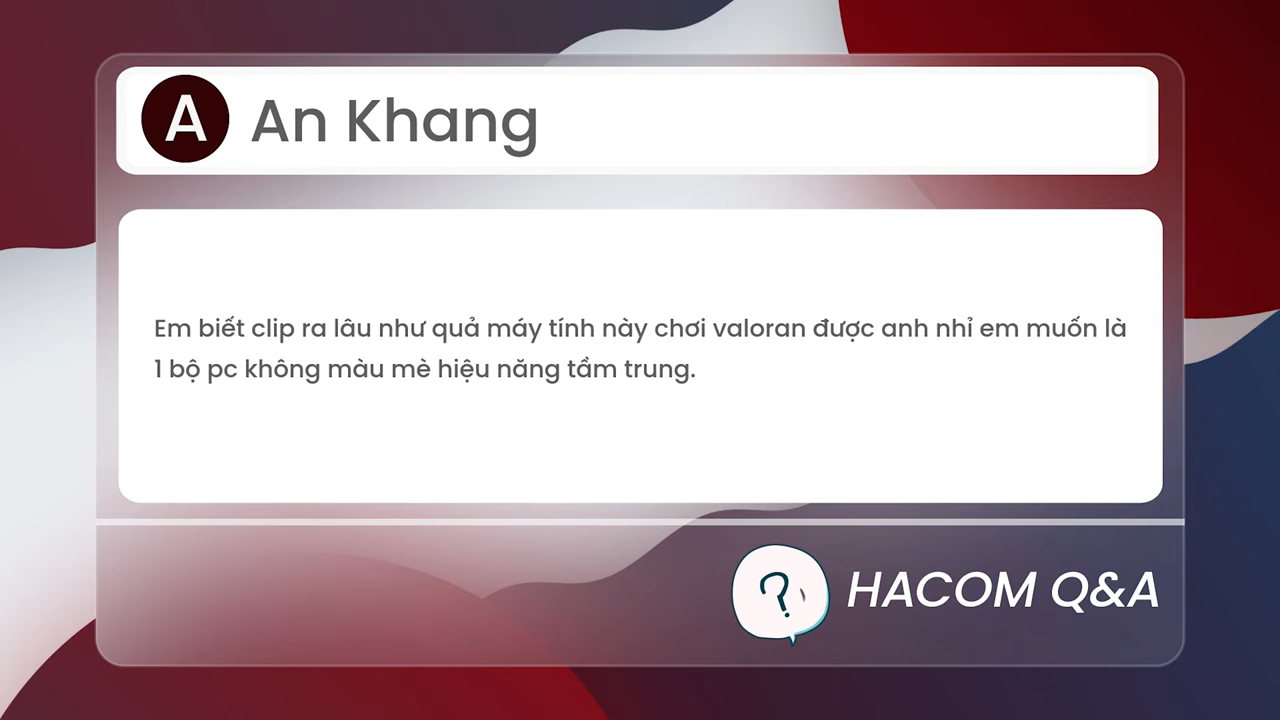 A
An Khang
Em biết clip ra lâu như quả máy tính này chơi valoran được anh nhỉ em muốn là
1 bộ pc không màu mè hiệu năng tầm trung.
?
HACOM Q&A